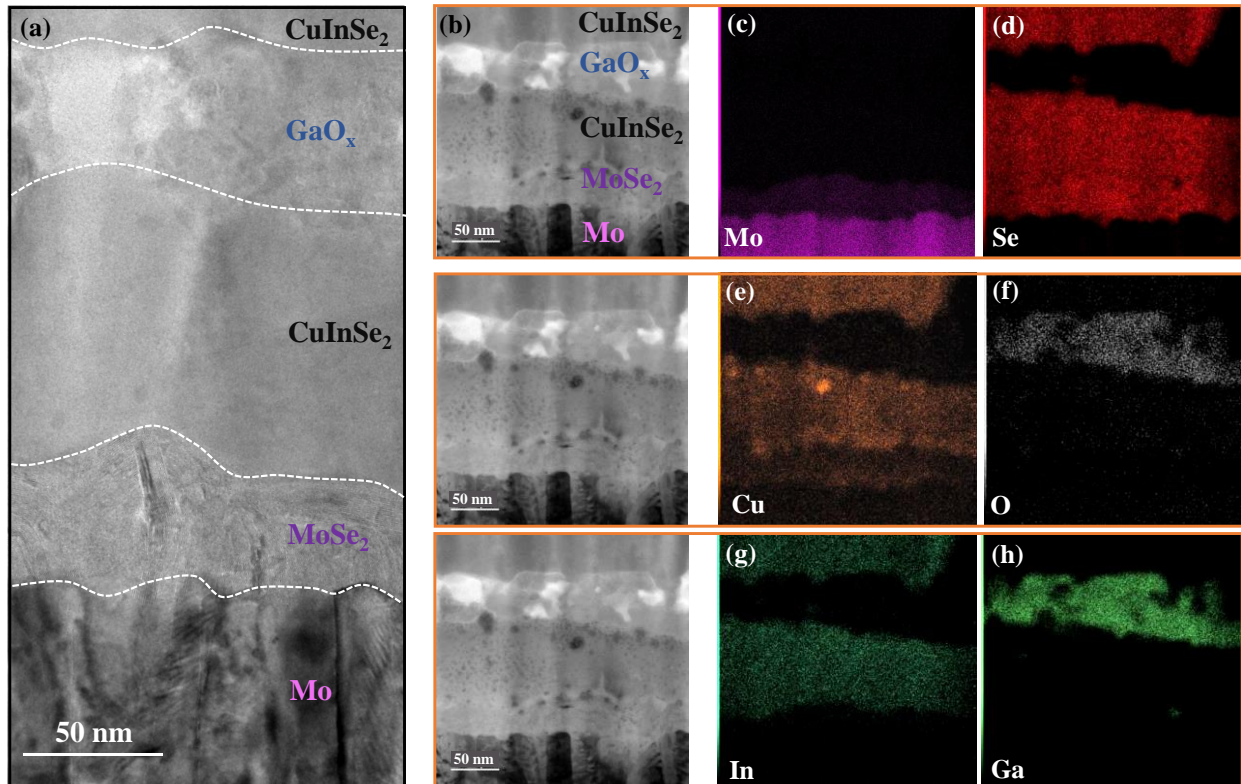 (a)
CuInSe₂
GaOₓ
CuInSe₂
MoSe₂
Mo
50 nm
(b)
CuInSe₂
GaOₓ
CuInSe₂
MoSe₂
Mo
50 nm
(c)
Mo
(d)
Se
50 nm
(e)
Cu
(f)
O
50 nm
(g)
In
(h)
Ga